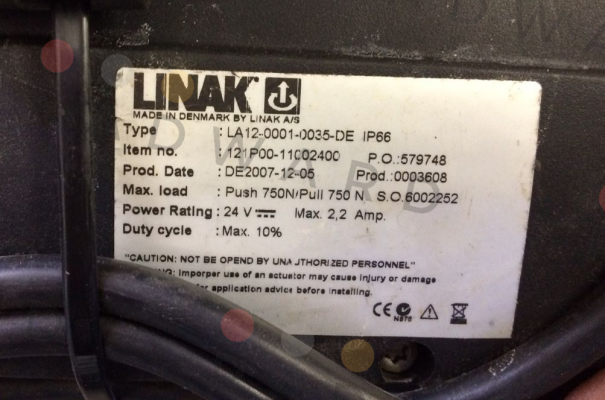 LINAK
MADE IN DENMARK BY LINAK A/S
Type : LA12-0001-0035-DE IP66
Item no. : 121P00-11002400 P.O.:579748
Prod. Date : DE2007-12-05 Prod.:0003608
Max. load : Push 750N/Pull 750 N S.O.6002252
Power Rating : 24 V Max. 2,2 Amp.
Duty cycle : Max. 10%
"CAUTION: NOT BE OPEND BY UNAUTHORIZED PERSONNEL"
Imporper use of an actuator may cause injury or damage
for application advice before installing.
CE
N676